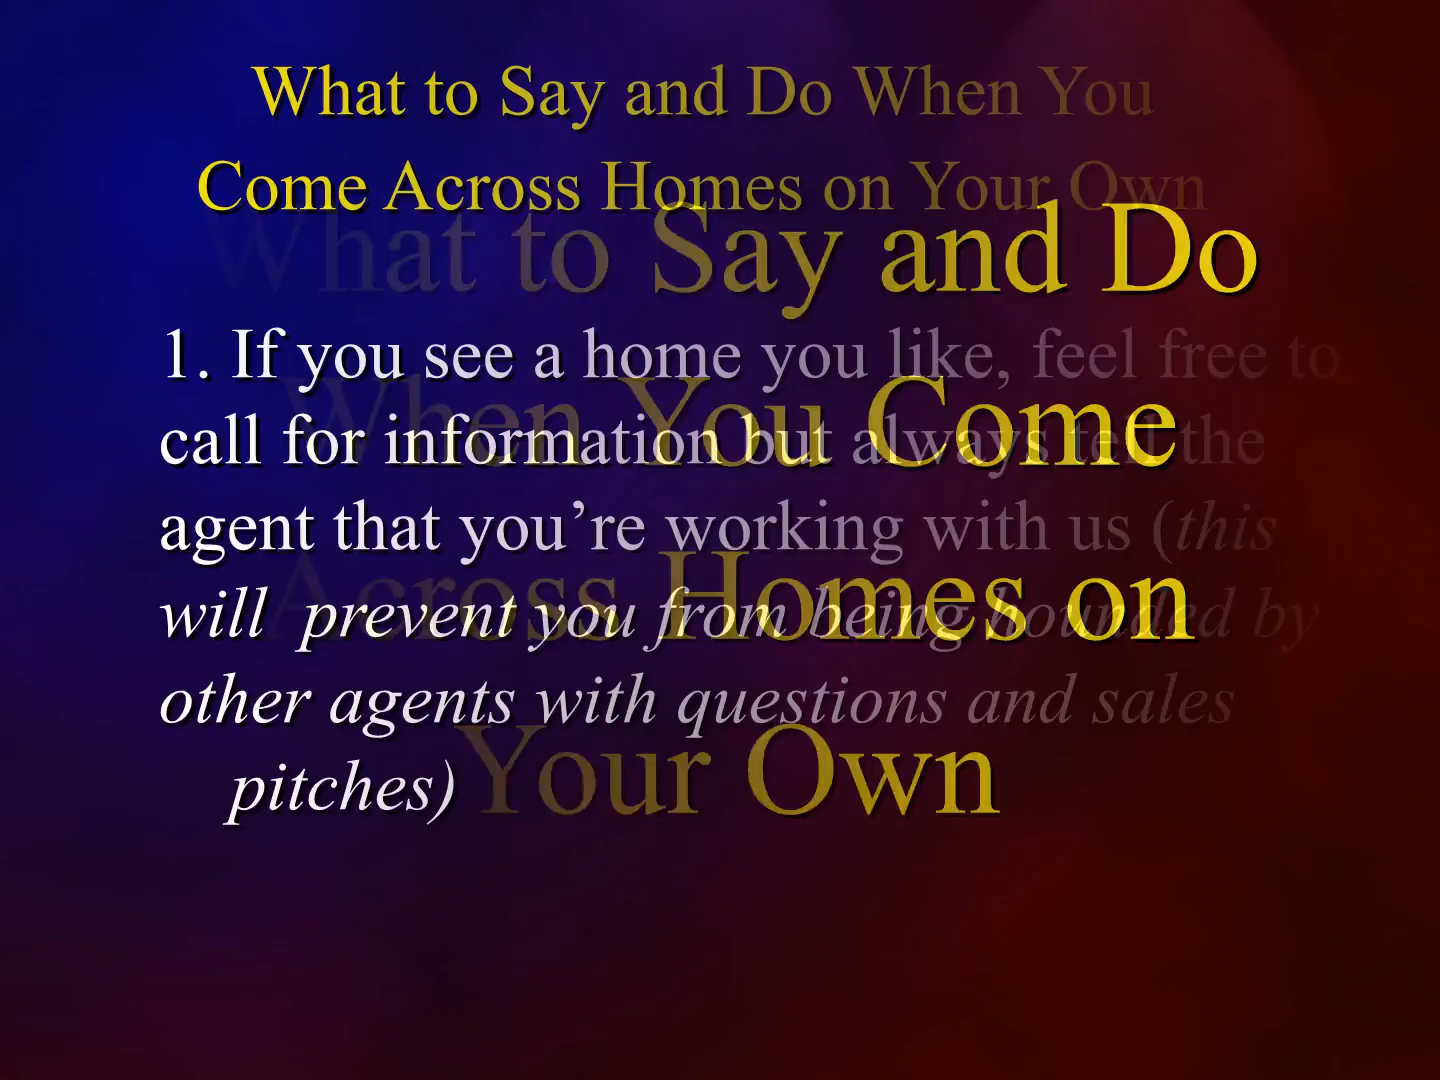 What to Say and Do When You
Come Across Homes on Your Own
What to Say and Do
When You Come
Across Homes on
Your Own
1. If you see a home you like, feel free to
call for information but always tell the
agent that you’re working with us (this
will prevent you from being hounded by
other agents with questions and sales
pitches)